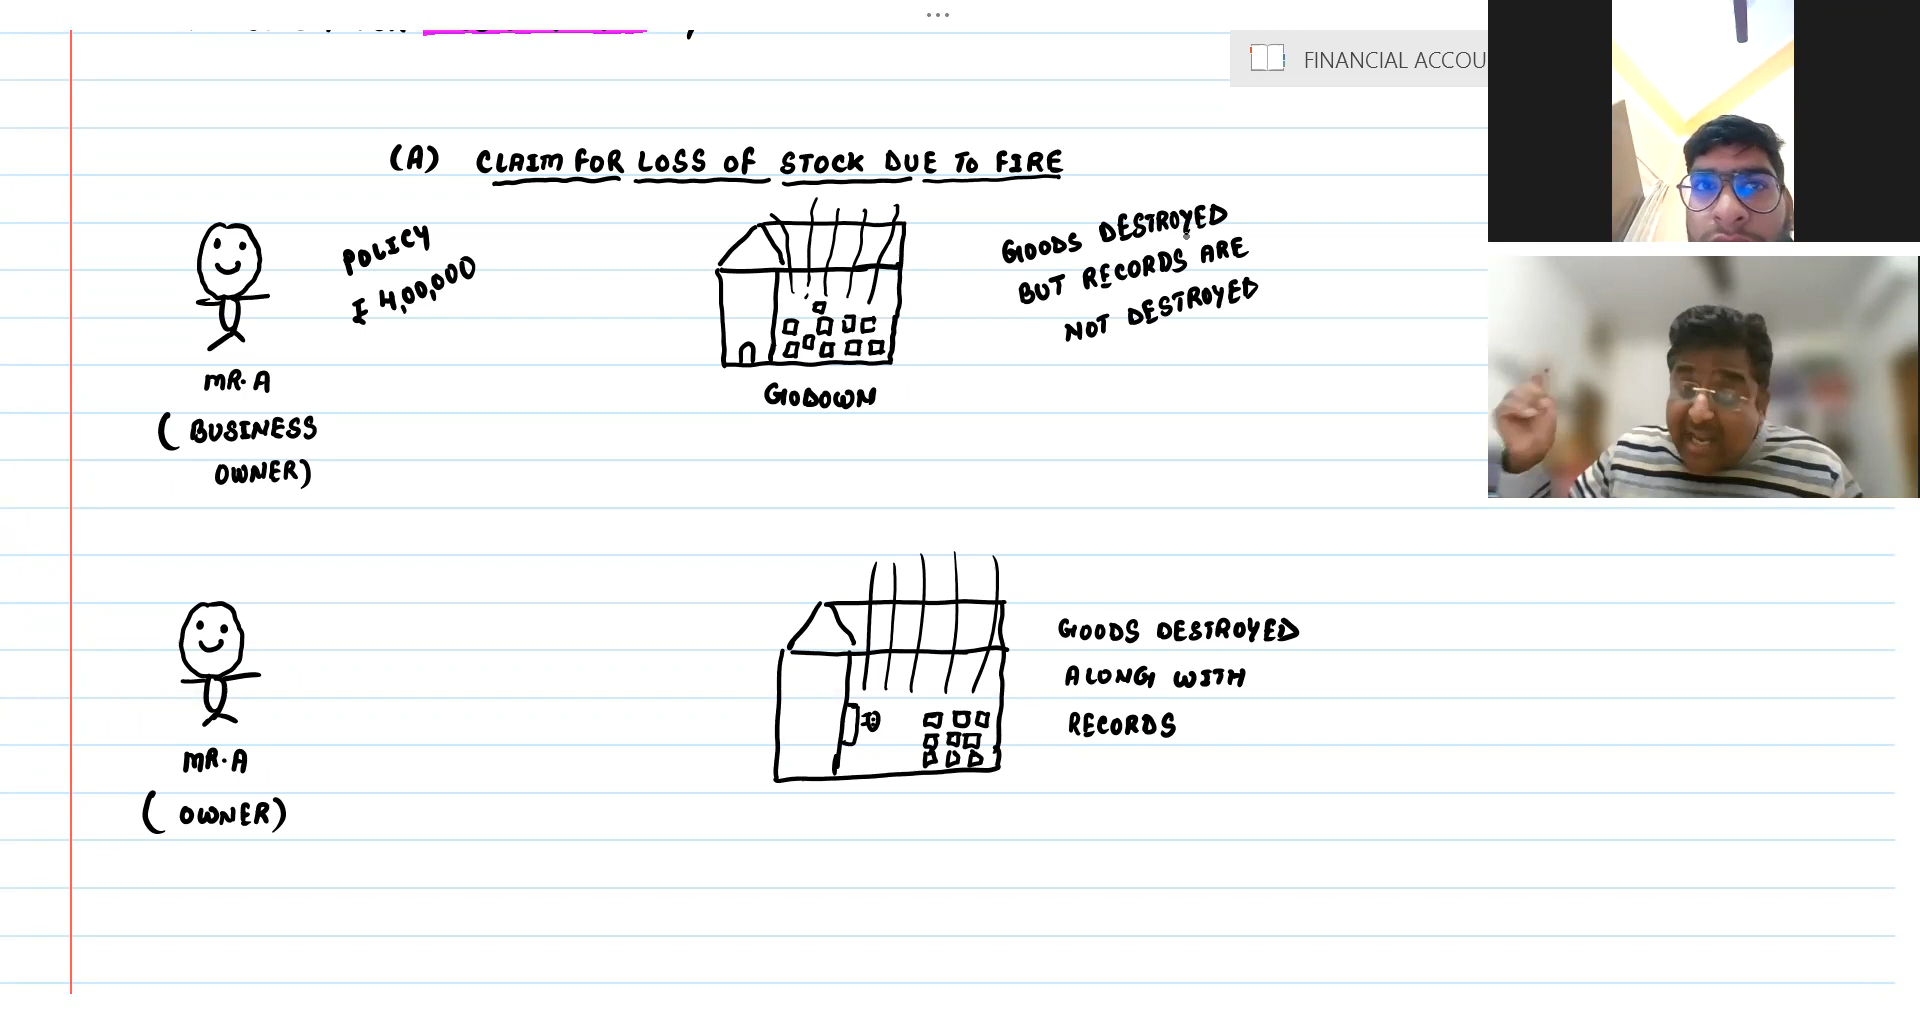 FINANCIAL ACCOU
(A) CLAIM FOR LOSS OF STOCK DUE TO FIRE
POLICY
₹ 4,00,000
MR. A
(BUSINESS
OWNER)
GODOWN
GOODS DESTROYED
BUT RECORDS ARE
NOT DESTROYED
MR. A
(OWNER)
GOODS DESTROYED
ALONG WITH
RECORDS